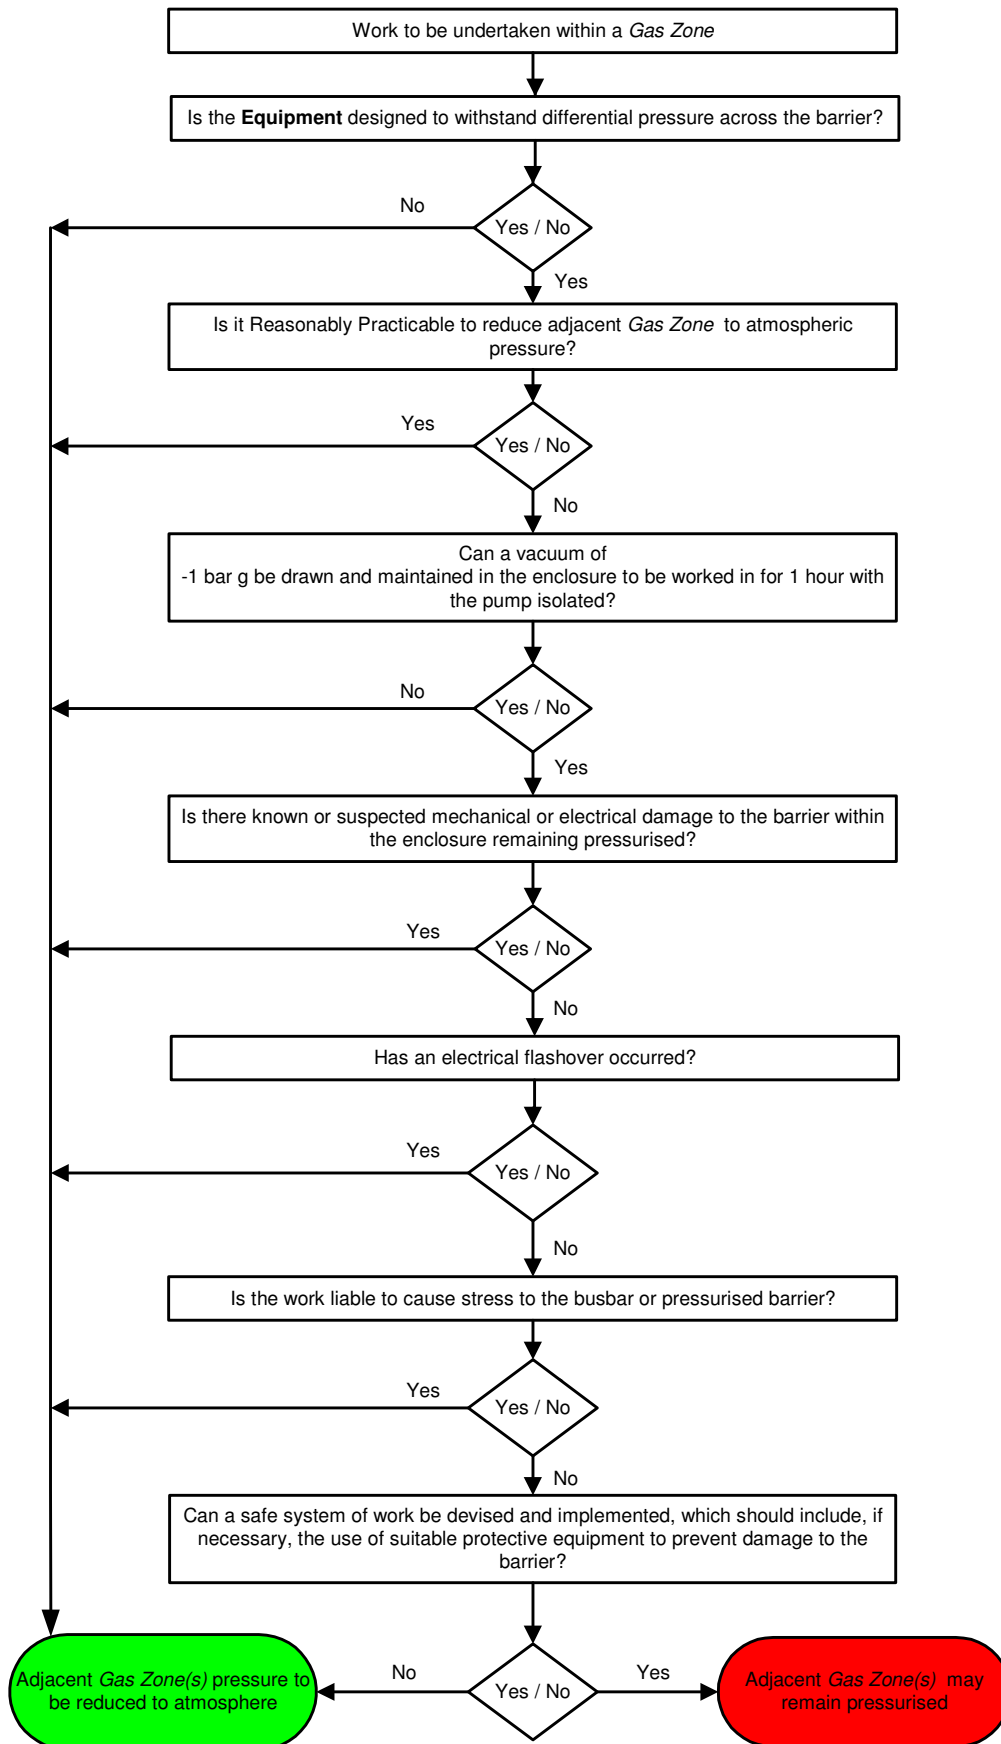 Work to be undertaken within a Gas Zone
Is the Equipment designed to withstand differential pressure across the barrier?
No
Yes / No
Yes
Is it Reasonably Practicable to reduce adjacent Gas Zone to atmospheric
pressure?
Yes
Yes / No
No
Can a vacuum of
-1 bar g be drawn and maintained in the enclosure to be worked in for 1 hour with
the pump isolated?
No
Yes / No
Yes
Is there known or suspected mechanical or electrical damage to the barrier within
the enclosure remaining pressurised?
Yes
Yes / No
No
Has an electrical flashover occurred?
Yes
Yes / No
No
Is the work liable to cause stress to the busbar or pressurised barrier?
Yes
Yes / No
No
Can a safe system of work be devised and implemented, which should include, if
necessary, the use of suitable protective equipment to prevent damage to the
barrier?
Adjacent Gas Zone(s) pressure to
be reduced to atmosphere
No
Yes / No
Yes
Adjacent Gas Zone(s) may
remain pressurised